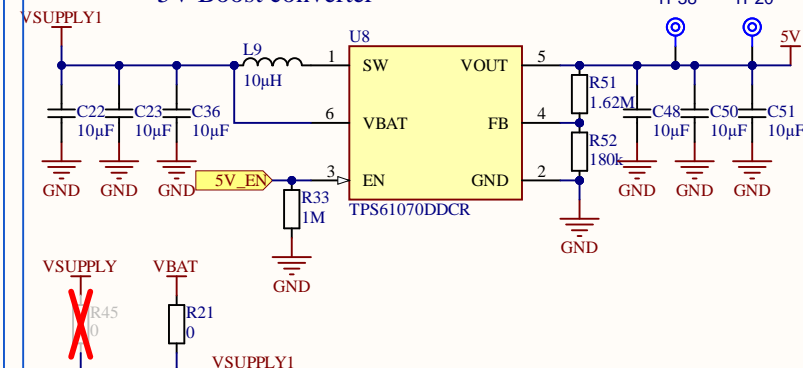 5V Boost converter
VSUPPLY1
U8
5V
L9
10µH
1 SW VOUT 5
6 VBAT FB 4
3 EN GND 2
TPS61070DDCR
R51
1.62M
R52
180k
C22
10µF
C23
10µF
C36
10µF
C48
10µF
C50
10µF
C51
10µF
GND GND GND
5V_EN
R33
1M
GND
GND
GND GND GND
VSUPPLY
VBAT
R45
0
R21
0
VSUPPLY1